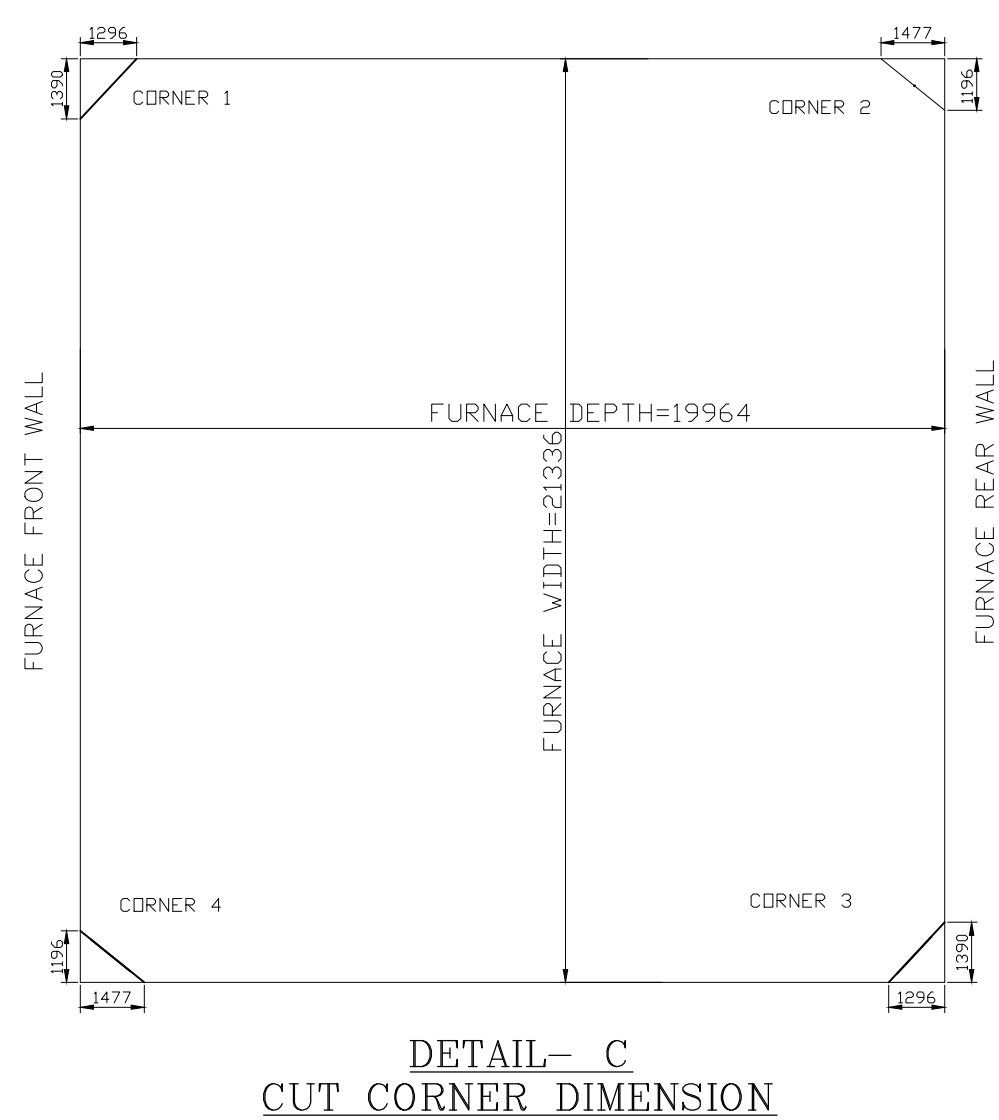 1296
1477
1390
CORNER 1
CORNER 2
1196
FURNACE DEPTH=19964
FURNACE FRONT WALL
FURNACE WIDTH=21336
FURNACE REAR WALL
CORNER 4
CORNER 3
1196
1390
1477
1296
DETAIL- C
CUT CORNER DIMENSION